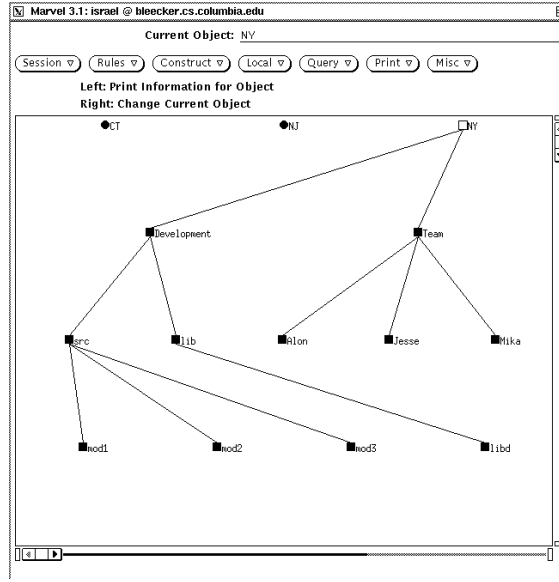 Marvel 3.1: israel @ bleecker.cs.columbia.edu
Current Object: NY
Session Rules Construct Local Query Print Misc
Left: Print Information for Object
Right: Change Current Object
CT NJ NY
Development Team
src lib Alon Jesse Mika
mod1 mod2 mod3 libd